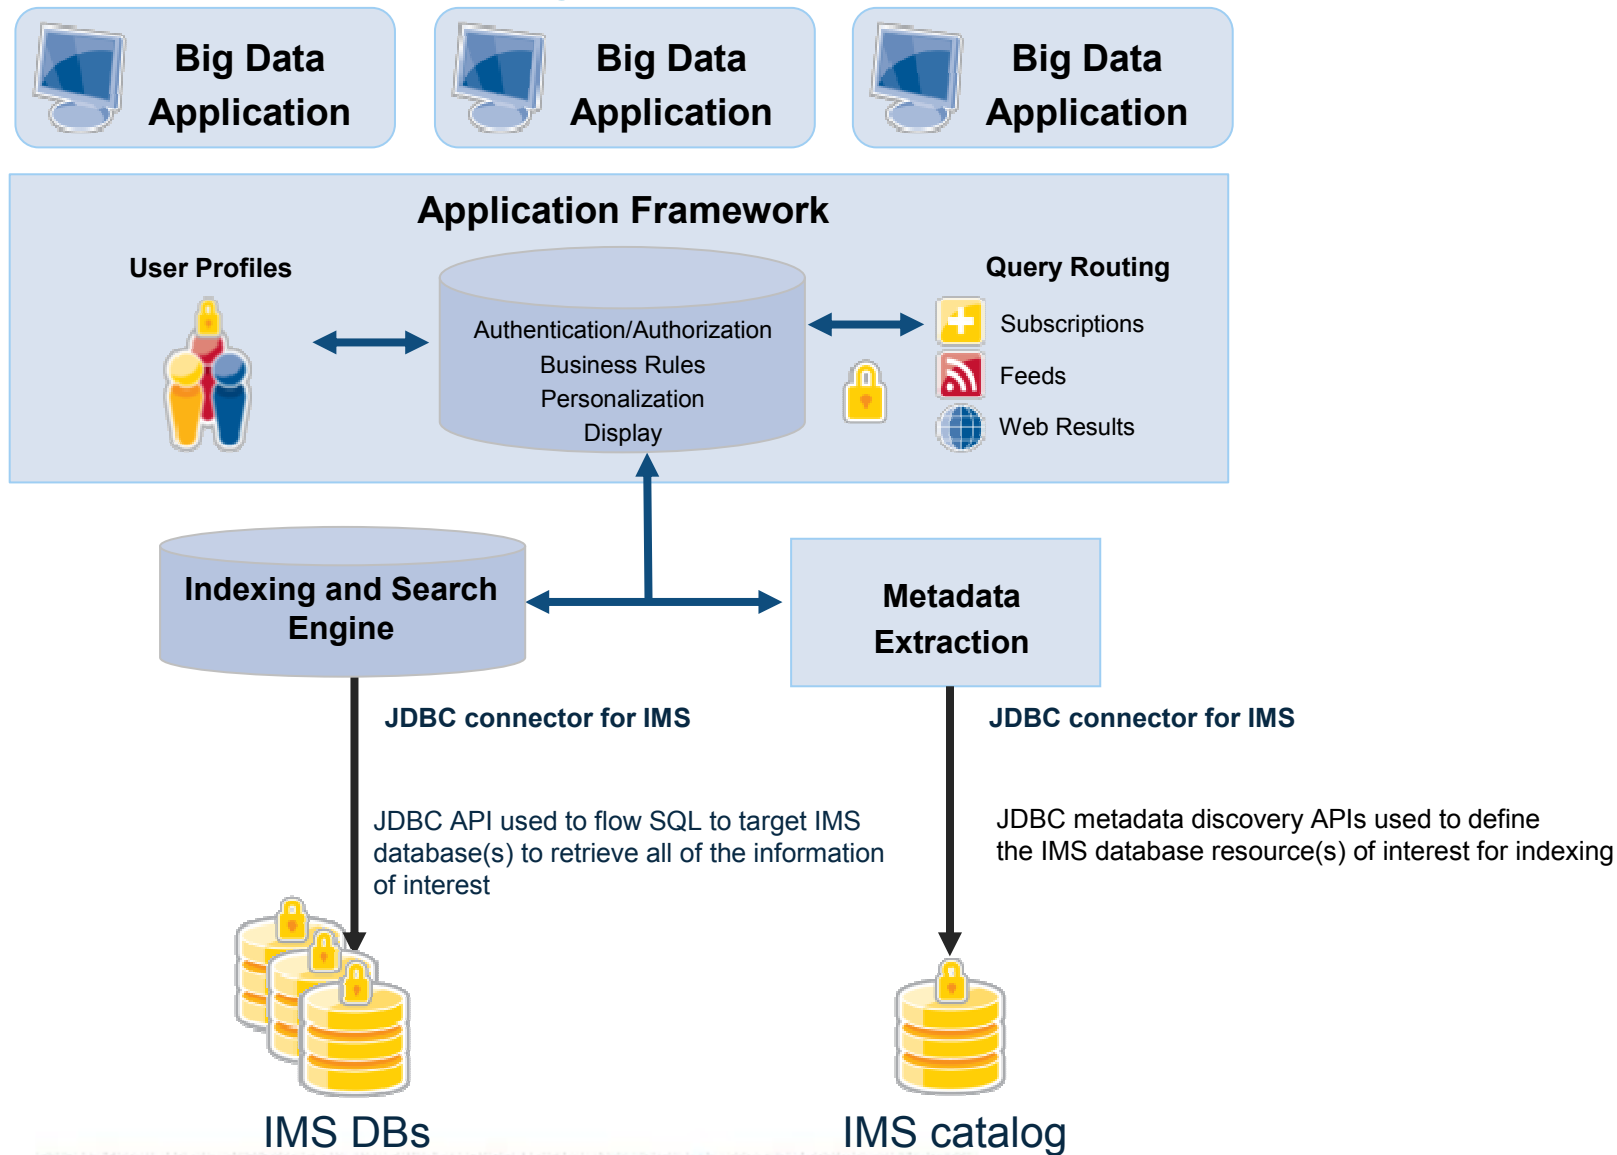 Big Data
Application
Big Data
Application
Big Data
Application
Application Framework
User Profiles
Authentication/Authorization
Business Rules
Personalization
Display
Query Routing
Subscriptions
Feeds
Web Results
Indexing and Search
Engine
Metadata
Extraction
JDBC connector for IMS
JDBC connector for IMS
JDBC API used to flow SQL to target IMS
database(s) to retrieve all of the information
of interest
JDBC metadata discovery APIs used to define
the IMS database resource(s) of interest for indexing
IMS DBs
IMS catalog